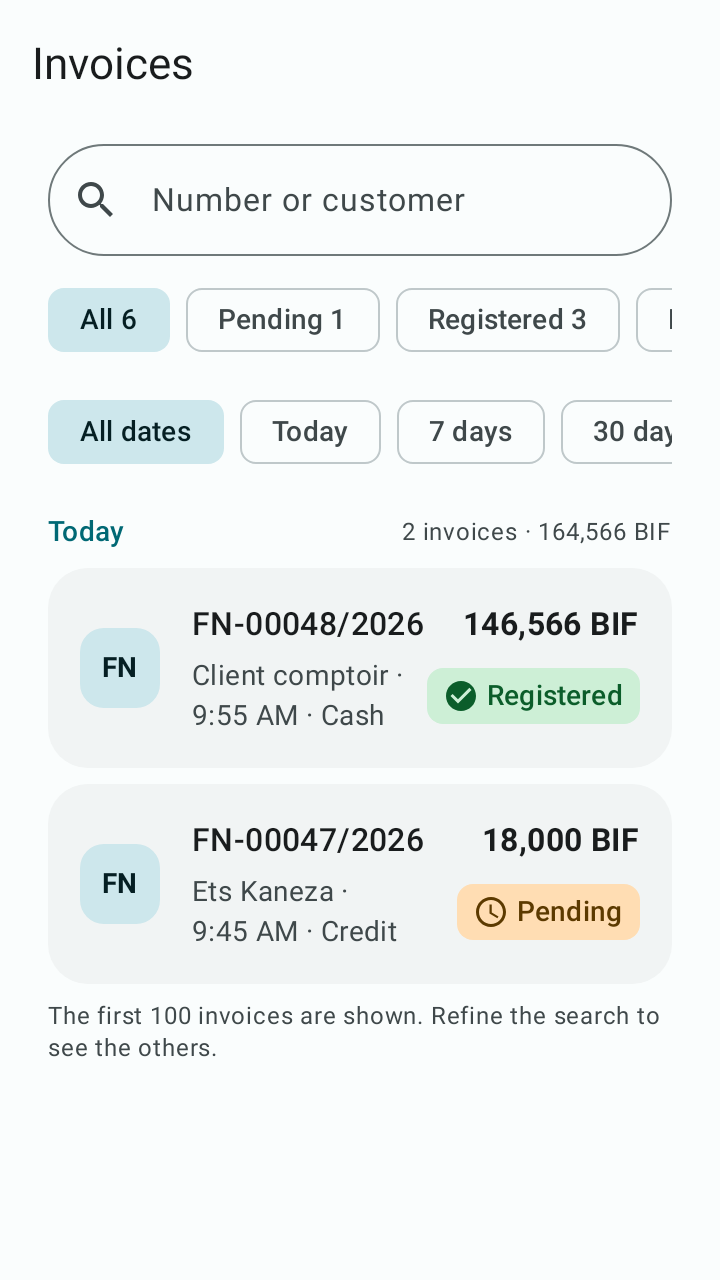 Invoices
Number or customer
All 6
Pending 1
Registered 3
All dates
Today
7 days
30 day
Today
2 invoices · 164,566 BIF
FN
FN-00048/2026
146,566 BIF
Client comptoir ·
9:55 AM · Cash
Registered
FN
FN-00047/2026
18,000 BIF
Ets Kaneza ·
9:45 AM · Credit
Pending
The first 100 invoices are shown. Refine the search to
see the others.